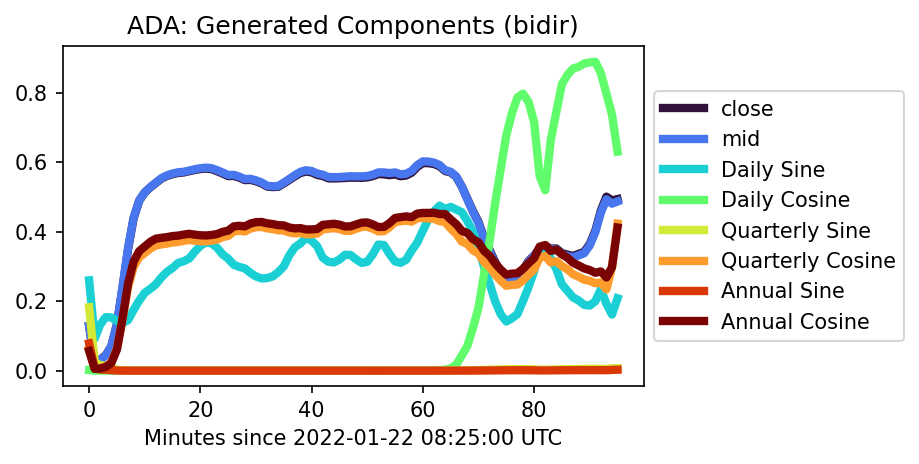 ADA: Generated Components (bidir)
0.8
0.6
0.4
0.2
0.0
0 20 40 60 80
Minutes since 2022-01-22 08:25:00 UTC
close
mid
Daily Sine
Daily Cosine
Quarterly Sine
Quarterly Cosine
Annual Sine
Annual Cosine